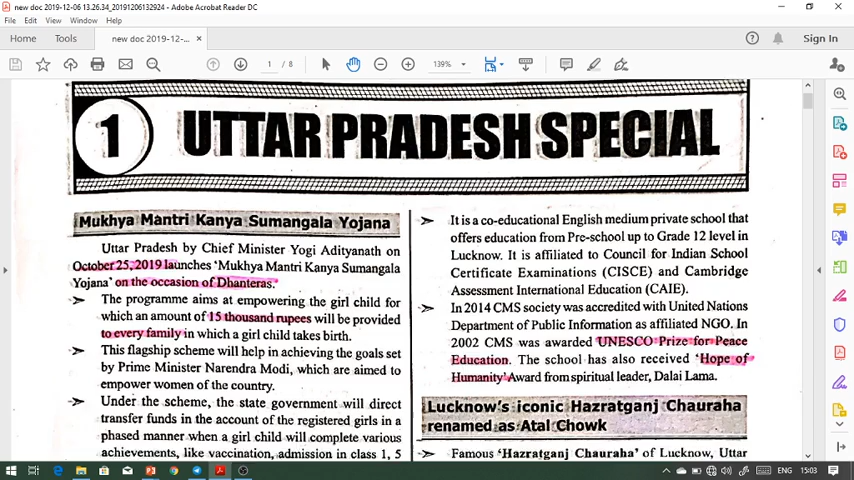 new doc 2019-12-06 13.26.34_20191206132924 - Adobe Acrobat Reader DC
File Edit View Window Help
Home Tools new doc 2019-12-... × Sign In
1 / 8 139%
1 UTTAR PRADESH SPECIAL
Mukhya Mantri Kanya Sumangala Yojana
Uttar Pradesh by Chief Minister Yogi Adityanath on
October 25, 2019 launches 'Mukhya Mantri Kanya Sumangala
Yojana' on the occasion of Dhanteras.
The programme aims at empowering the girl child for
which an amount of 15 thousand rupees will be provided
to every family in which a girl child takes birth.
This flagship scheme will help in achieving the goals set
by Prime Minister Narendra Modi, which are aimed to
empower women of the country.
Under the scheme, the state government will direct
transfer funds in the account of the registered girls in a
phased manner when a girl child will complete various
achievements, like vaccination, admission in class 1, 5
It is a co-educational English medium private school that
offers education from Pre-school up to Grade 12 level in
Lucknow. It is affiliated to Council for Indian School
Certificate Examinations (CISCE) and Cambridge
Assessment International Education (CAIE).
In 2014 CMS society was accredited with United Nations
Department of Public Information as affiliated NGO. In
2002 CMS was awarded UNESCO Prize for Peace
Education. The school has also received 'Hope of
Humanity' Award from spiritual leader, Dalai Lama.
Lucknow's iconic Hazratganj Chauraha
renamed as Atal Chowk
Famous 'Hazratganj Chauraha' of Lucknow, Uttar
ENG 15:03